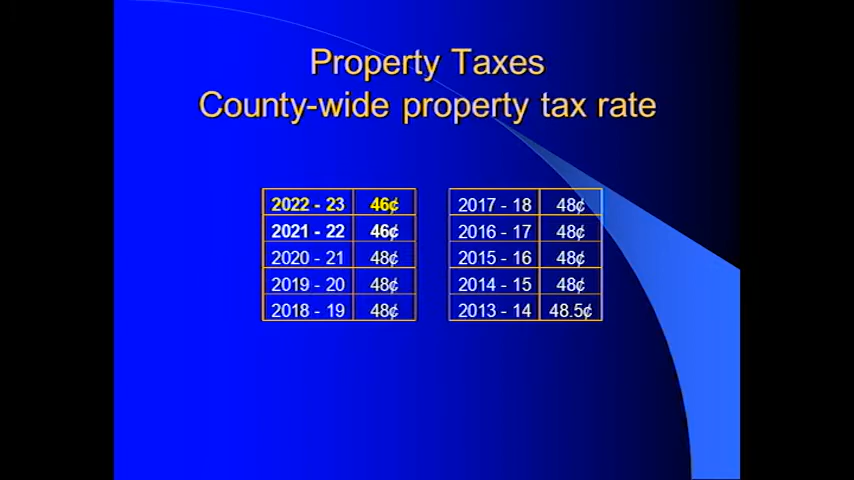 Property Taxes
County-wide property tax rate
2022 - 23 46¢
2021 - 22 46¢
2020 - 21 48¢
2019 - 20 48¢
2018 - 19 48¢
2017 - 18 48¢
2016 - 17 48¢
2015 - 16 48¢
2014 - 15 48¢
2013 - 14 48.5¢